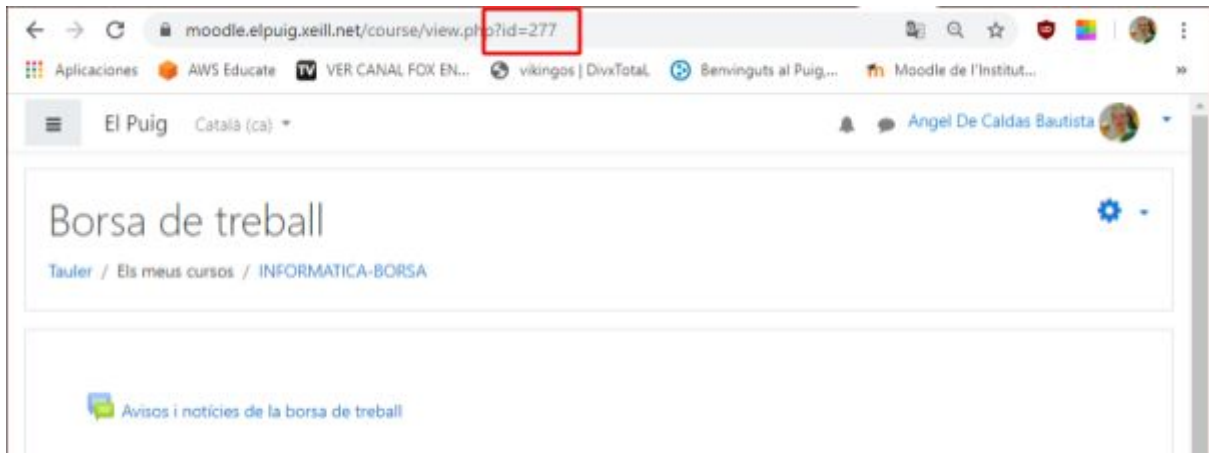 moodle.elpuig.xeill.net/course/view.php?id=277
Aplicaciones AWS Educate TV VER CANAL FOX EN... vikingos | DivxTotaL Benvinguts al Puig,... Moodle de l'Institut... »
El Puig Català (ca) Angel De Caldas Bautista
Borsa de treball
Tauler / Els meus cursos / INFORMATICA-BORSA
Avisos i notícies de la borsa de treball